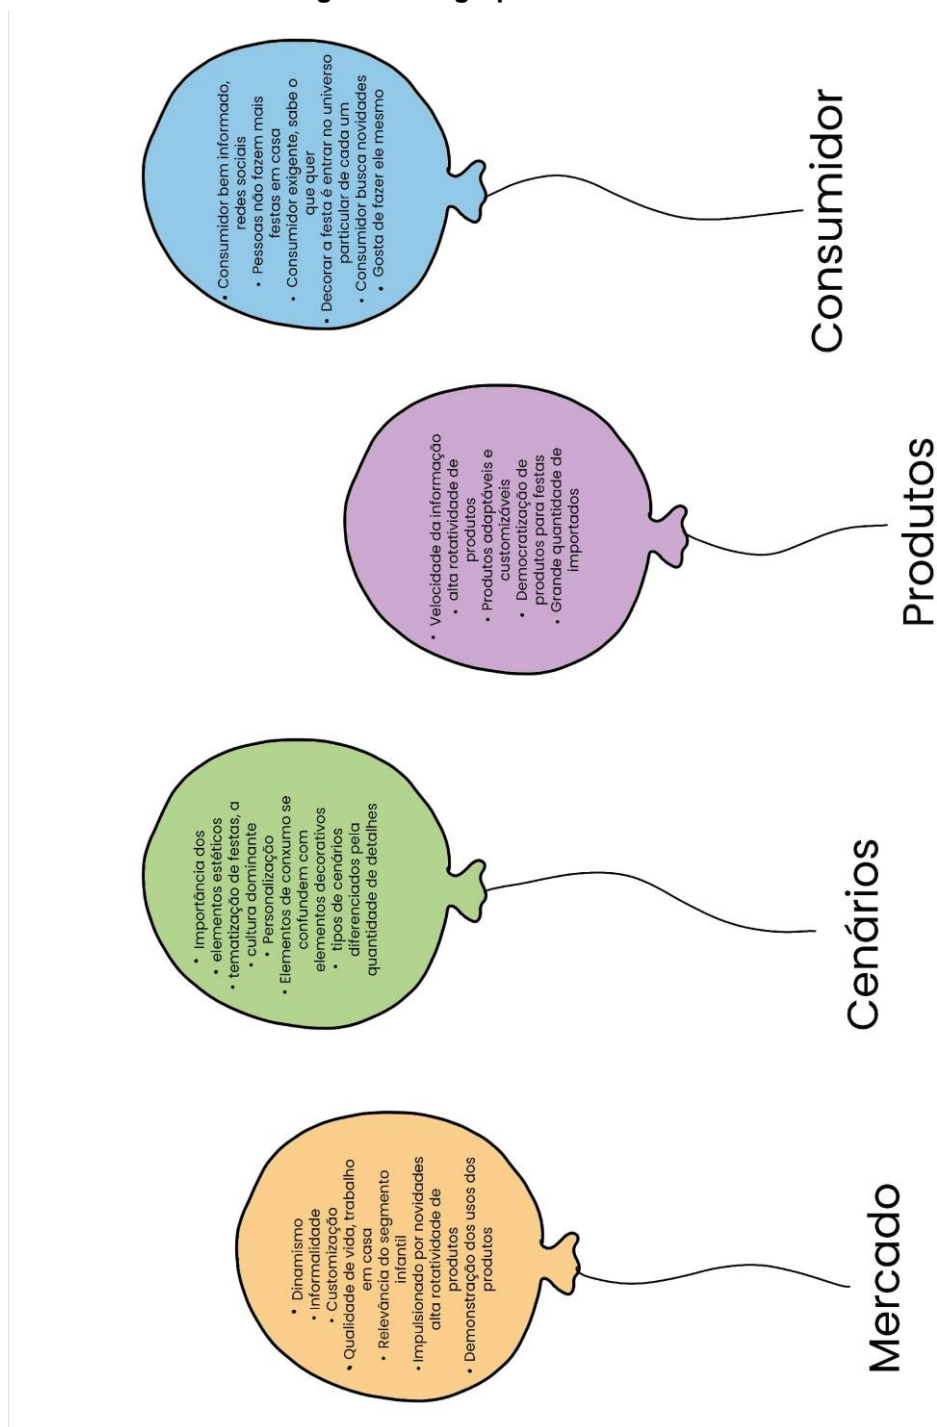 • Dinamismo
• Informalidade
• Customização
• Qualidade de vida, trabalho
em casa
• Relevância do segmento
infantil
• Impulsionado por novidades
alta rotatividade de
produtos
• Demonstração dos usos dos
produtos
Mercado
• Importância dos
• elementos estéticos
• tematização de festas, a
• cultura dominante
• Personalização
• Elementos de conxumo se
confundem com
elementos decorativos
• tipos de cenários
diferenciados pela
quantidade de detalhes
Cenários
• Velocidade da informação
• alta rotatividade de
produtos
• Produtos adaptáveis e
customizáveis
• Democratização de
produtos para festas
• Grande quantidade de
importados
Produtos
• Consumidor bem informado,
redes sociais
• Pessoas não fazem mais
festas em casa
• Consumidor exigente, sabe o
que quer
• Decorar a festa é entrar no universo
particular de cada um
• Consumidor busca novidades
• Gosta de fazer ele mesmo
Consumidor